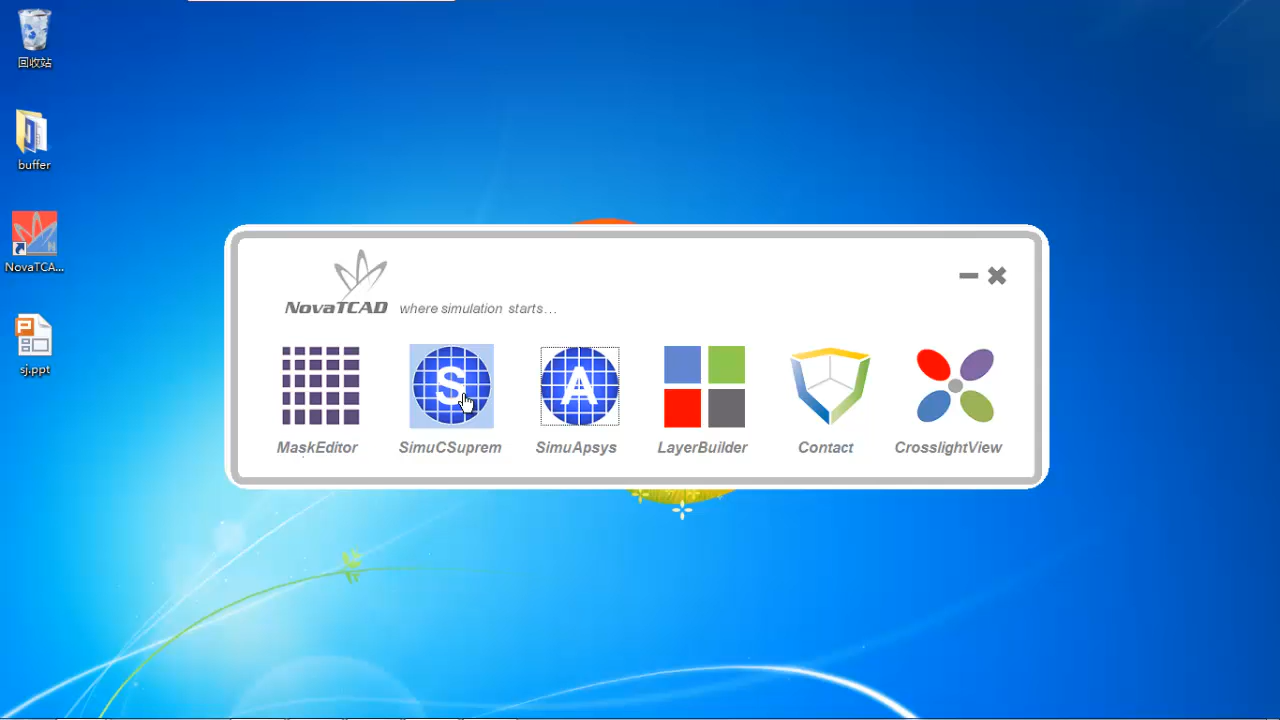 回收站
buffer
NovaTCA...
N
sj.ppt
P
NovaTCAD where simulation starts...
S
A
MaskEditor SimuCSuprem SimuApsys LayerBuilder Contact CrosslightView